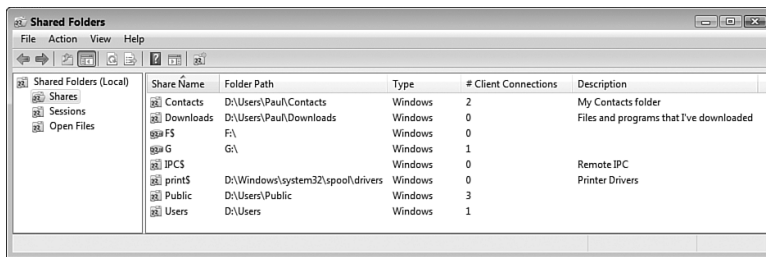 Shared Folders
File Action View Help
Shared Folders (Local)
Shares
Sessions
Open Files
Share Name Folder Path Type # Client Connections Description
Contacts D:\Users\Paul\Contacts Windows 2 My Contacts folder
Downloads D:\Users\Paul\Downloads Windows 0 Files and programs that I've downloaded
F$ F:\ Windows 0
G G:\ Windows 1
IPC$ Windows 0 Remote IPC
print$ D:\Windows\system32\spool\drivers Windows 0 Printer Drivers
Public D:\Users\Public Windows 3
Users D:\Users Windows 1